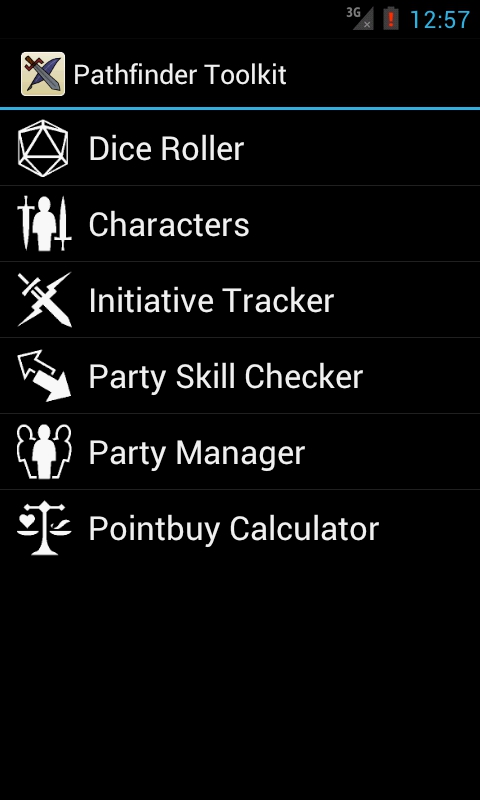 3G 12:57
Pathfinder Toolkit
Dice Roller
Characters
Initiative Tracker
Party Skill Checker
Party Manager
Pointbuy Calculator